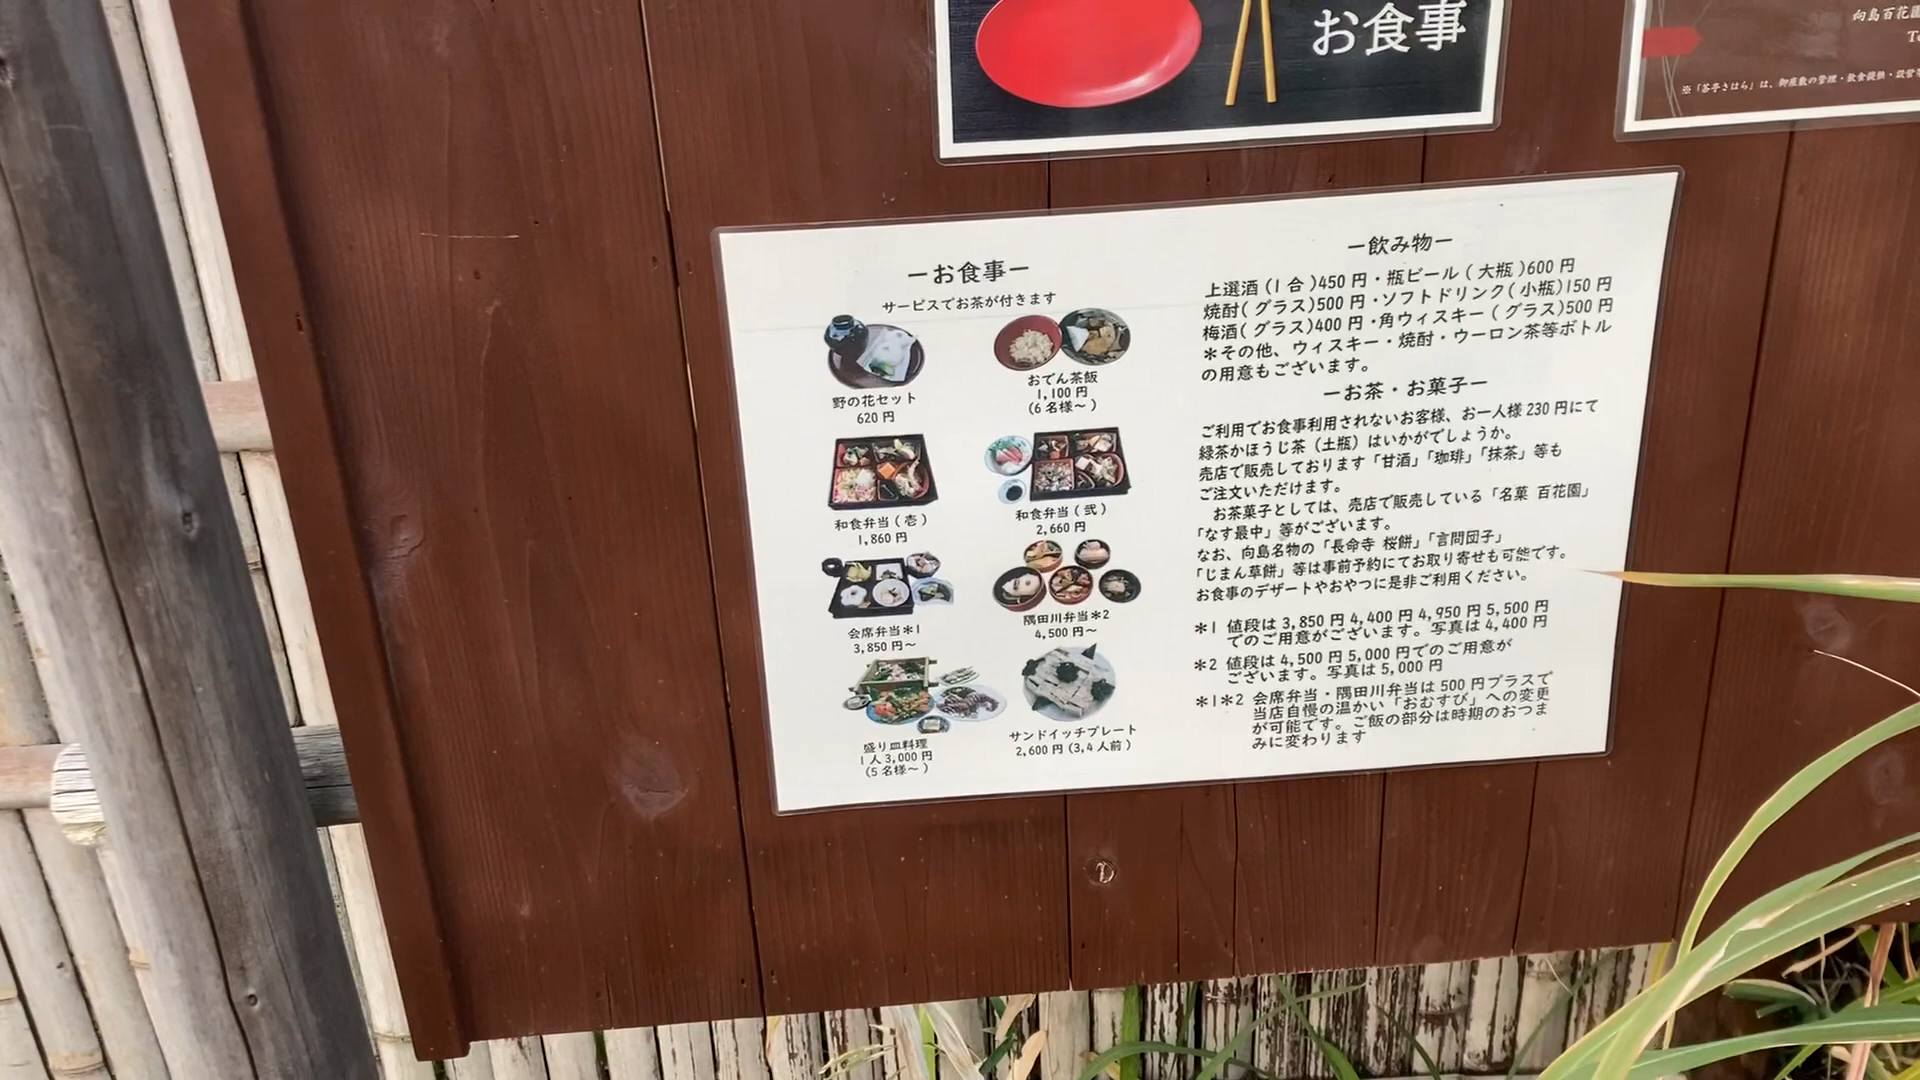 お食事
向島百花園
※「茶亭さはら」は、御座敷の管理・飲食提供・設営等
ーお食事ー
サービスでお茶が付きます
野の花セット
620円
おでん茶飯
1,100円
(6名様～)
和食弁当(壱)
1,860円
和食弁当(弐)
2,660円
会席弁当＊1
3,850円～
隅田川弁当＊2
4,500円～
盛り皿料理
1人3,000円
(5名様～)
サンドイッチプレート
2,600円(3,4人前)
ー飲み物ー
上選酒(1合)450円・瓶ビール(大瓶)600円
焼酎(グラス)500円・ソフトドリンク(小瓶)150円
梅酒(グラス)400円・角ウィスキー(グラス)500円
＊その他、ウィスキー・焼酎・ウーロン茶等ボトル
の用意もございます。
ーお茶・お菓子ー
ご利用でお食事利用されないお客様、お一人様230円にて
緑茶かほうじ茶(土瓶)はいかがでしょうか。
売店で販売しております「甘酒」「珈琲」「抹茶」等も
ご注文いただけます。
お茶菓子としては、売店で販売している「名菓 百花園」
「なす最中」等がございます。
なお、向島名物の「長命寺 桜餅」「言問団子」
「じまん草餅」等は事前予約にてお取り寄せも可能です。
お食事のデザートやおやつに是非ご利用ください。
＊1 値段は3,850円4,400円4,950円5,500円
でのご用意がございます。写真は4,400円
＊2 値段は4,500円5,000円でのご用意が
ございます。写真は5,000円
＊1＊2 会席弁当・隅田川弁当は500円プラスで
当店自慢の温かい「おむすび」への変更
が可能です。ご飯の部分は時期のおつま
みに変わります